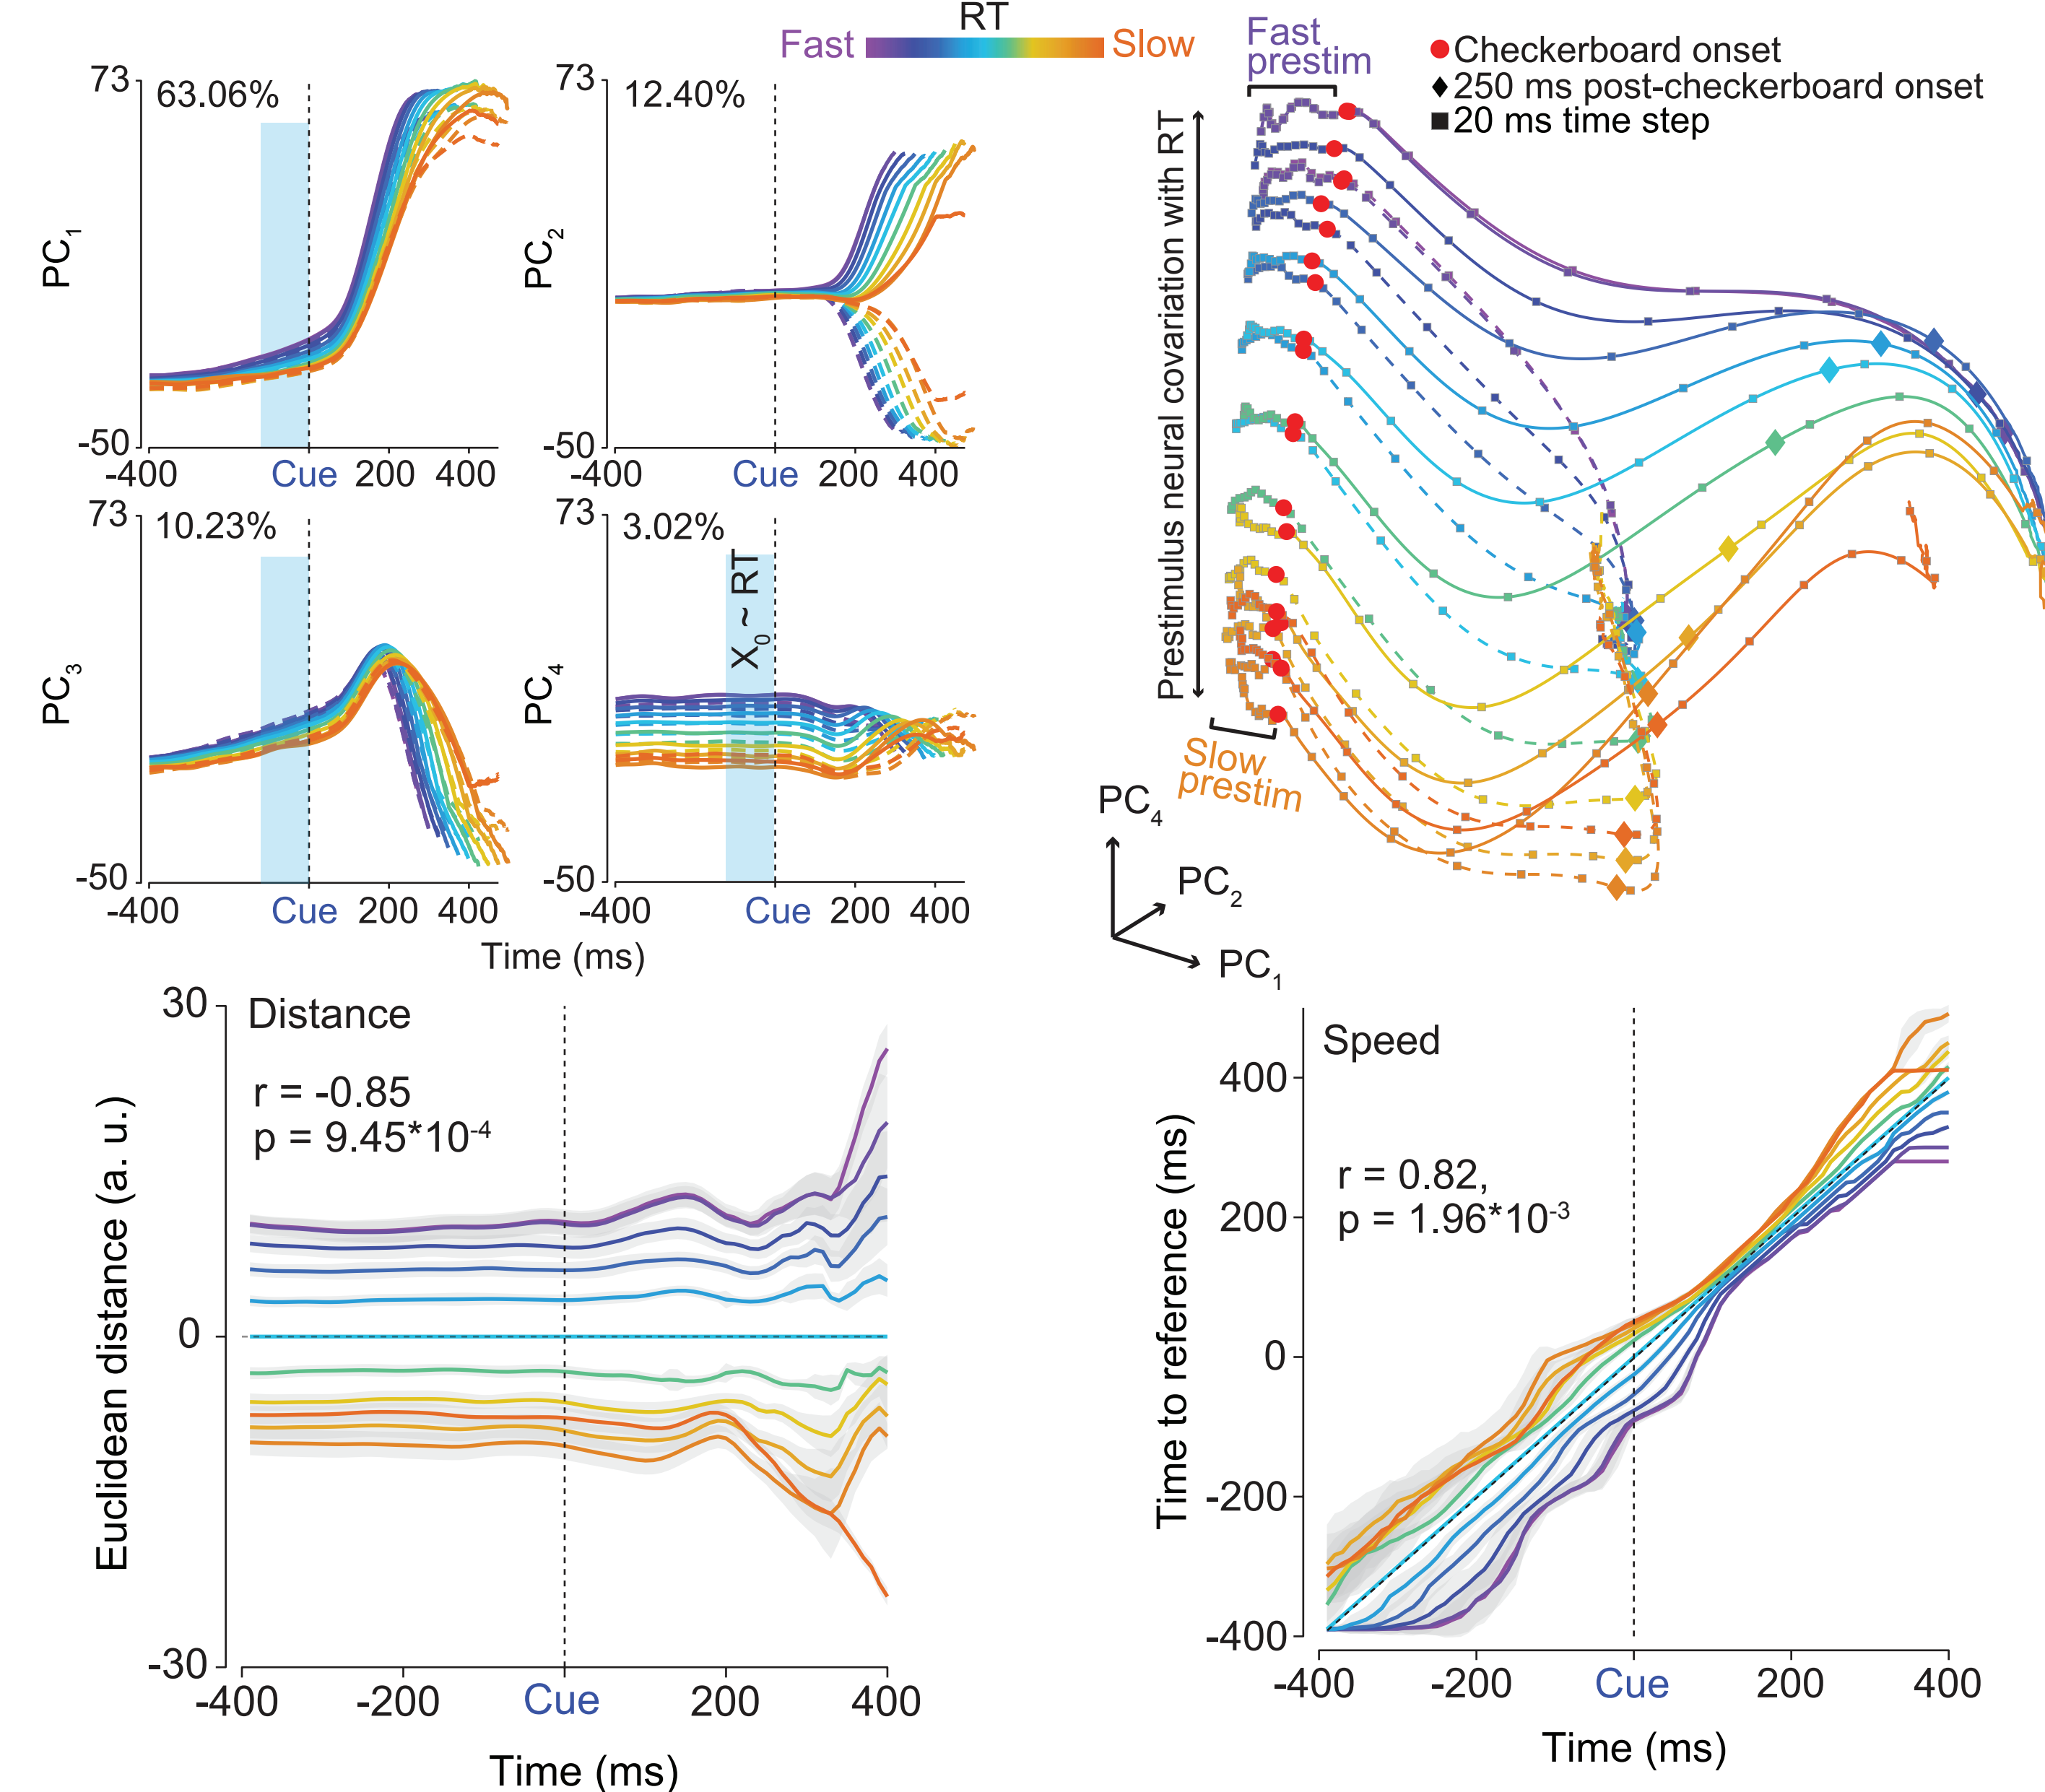 RT
Fast
Slow
73
63.06%
PC1
-50
-400
Cue
200
400
73
12.40%
PC2
-50
-400
Cue
200
400
73
10.23%
PC3
-50
-400
Cue
200
400
73
3.02%
X0 ~ RT
PC4
-50
-400
Cue
200
400
Time (ms)
Fast
prestim
Checkerboard onset
250 ms post-checkerboard onset
20 ms time step
Prestimulus neural covariation with RT
Slow
prestim
PC4
PC2
PC1
30
Distance
r = -0.85
p = 9.45*10-4
Euclidean distance (a. u.)
0
-30
-400
-200
Cue
200
400
Time (ms)
Speed
r = 0.82,
p = 1.96*10-3
Time to reference (ms)
400
200
0
-200
-400
-400
-200
Cue
200
400
Time (ms)